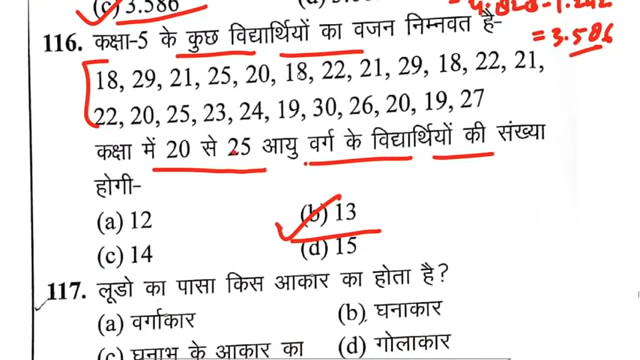 (c) 3.586
= 3.586
116. कक्षा-5 के कुछ विद्यार्थियों का वजन निम्नवत है-
18, 29, 21, 25, 20, 18, 22, 21, 29, 18, 22, 21,
22, 20, 25, 23, 24, 19, 30, 26, 20, 19, 27
कक्षा में 20 से 25 आयु वर्ग के विद्यार्थियों की संख्या
होगी-
(a) 12 (b) 13
(c) 14 (d) 15
117. लूडो का पासा किस आकार का होता है?
(a) वर्गाकार (b) घनाकार
(c) घनाभ के आकार का (d) गोलाकार